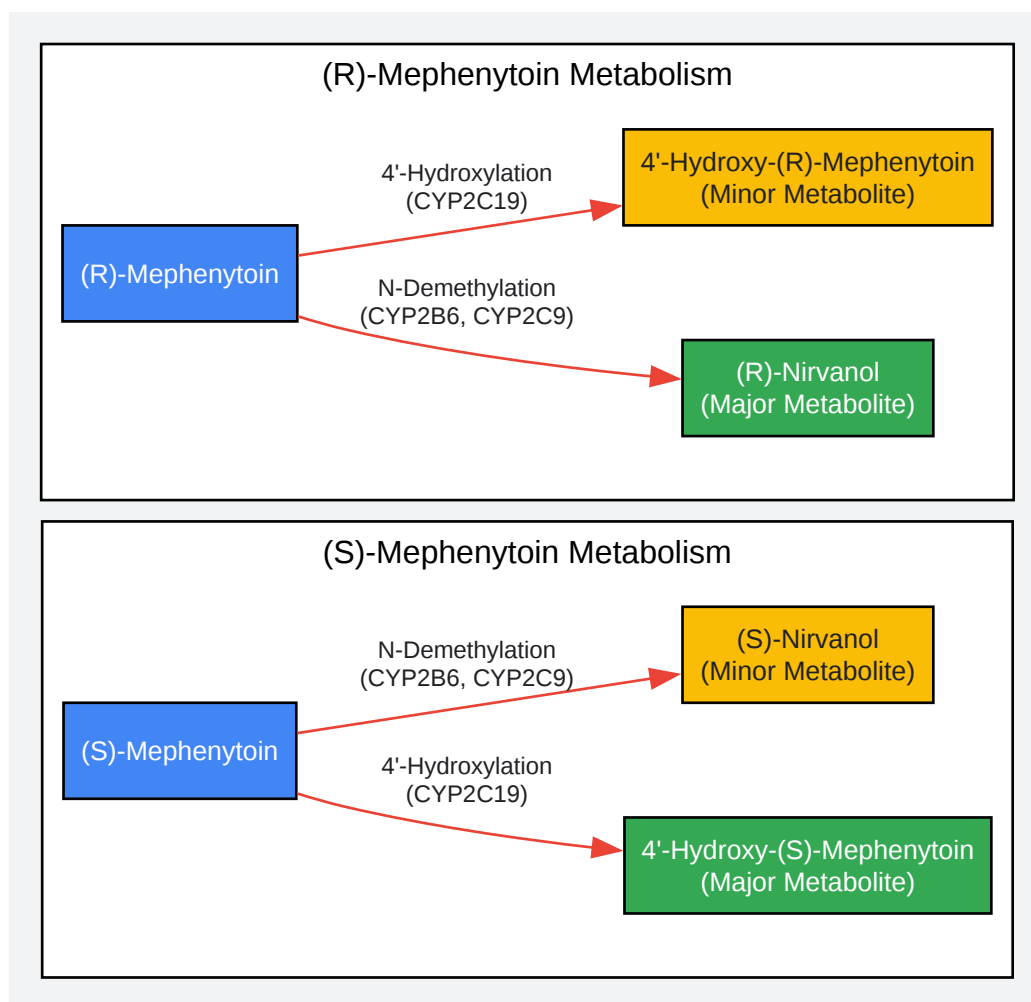 (R)-Mephenytoin Metabolism
4'-Hydroxylation
(CYP2C19)
4'-Hydroxy-(R)-Mephenytoin
(Minor Metabolite)
(R)-Mephenytoin
N-Demethylation
(CYP2B6, CYP2C9)
(R)-Nirvanol
(Major Metabolite)
(S)-Mephenytoin Metabolism
N-Demethylation
(CYP2B6, CYP2C9)
(S)-Nirvanol
(Minor Metabolite)
(S)-Mephenytoin
4'-Hydroxylation
(CYP2C19)
4'-Hydroxy-(S)-Mephenytoin
(Major Metabolite)